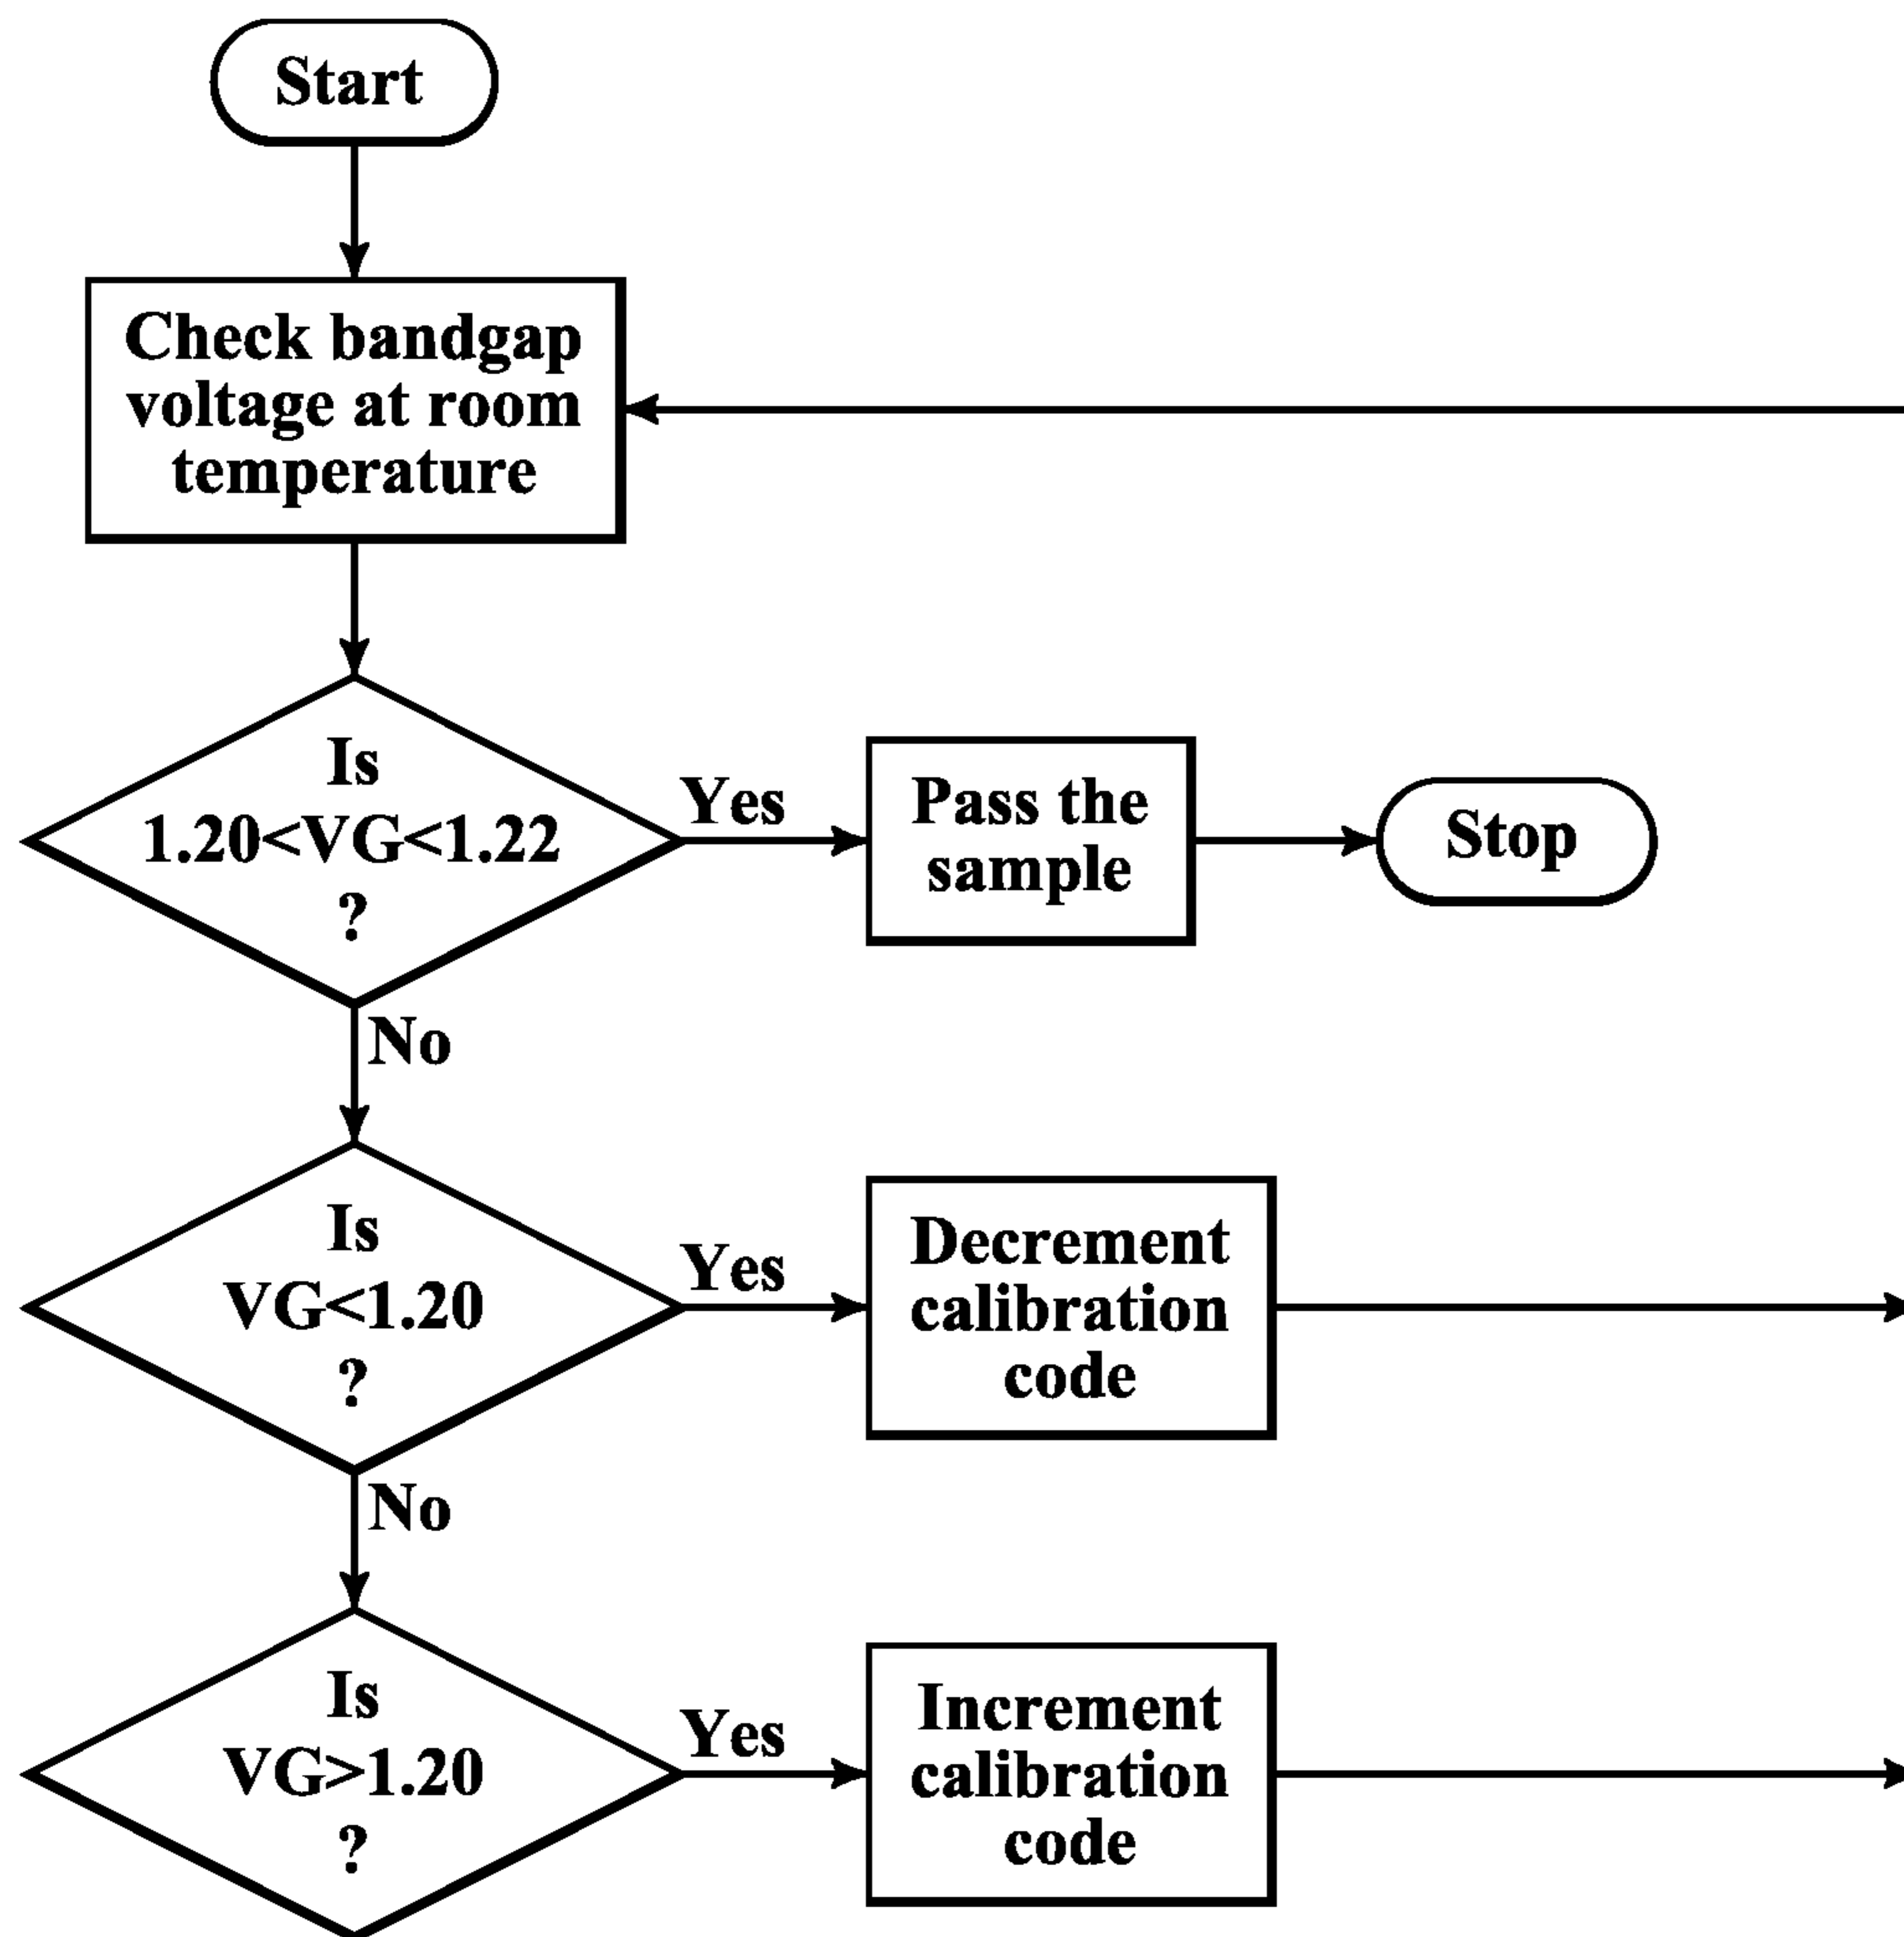 Start
Check bandgap
voltage at room
temperature
Is
1.20<VG<1.22
?
Yes
Pass the
sample
Stop
No
Is
VG<1.20
?
Yes
Decrement
calibration
code
No
Is
VG>1.20
?
Yes
Increment
calibration
code